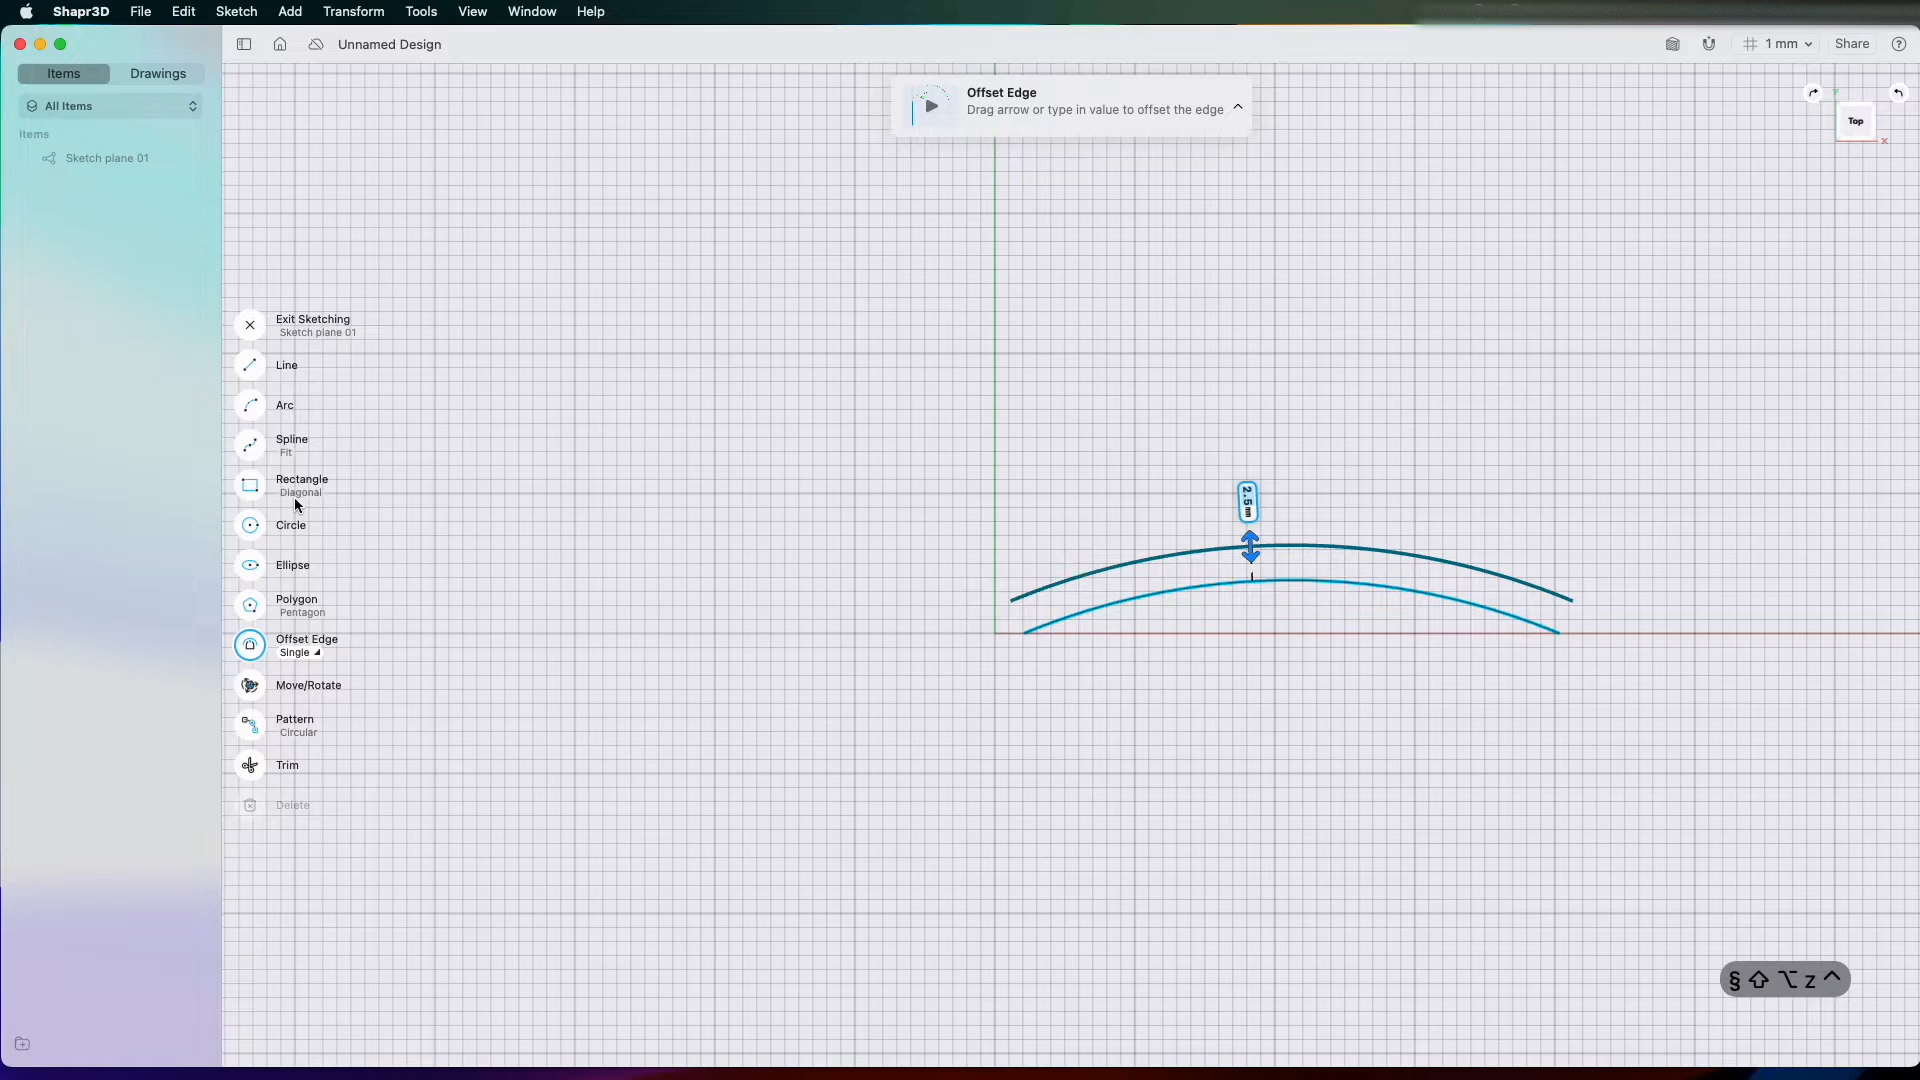 Shapr3D File Edit Sketch Add Transform Tools View Window Help
Unnamed Design
1 mm
Share
?
Items Drawings
All Items
Items
Sketch plane 01
Offset Edge
Drag arrow or type in value to offset the edge
Y
Top
X
Exit Sketching
Sketch plane 01
Line
Arc
Spline
Fit
Rectangle
Diagonal
Circle
Ellipse
Polygon
Pentagon
Offset Edge
Single
Move/Rotate
Pattern
Circular
Trim
Delete
2.5 mm
§ ⇧ ⌥ z ^